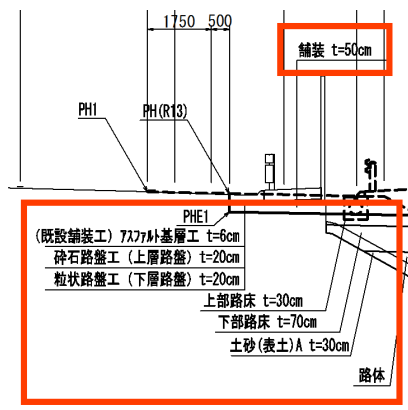 1750 500
舗装 t=50cm
PH1
PH(R13)
PHE1
(既設舗装工) アスファルト基層工 t=6cm
砕石路盤工 (上層路盤) t=20cm
粒状路盤工 (下層路盤) t=20cm
上部路床 t=30cm
下部路床 t=70cm
土砂(表土)A t=30cm
路体